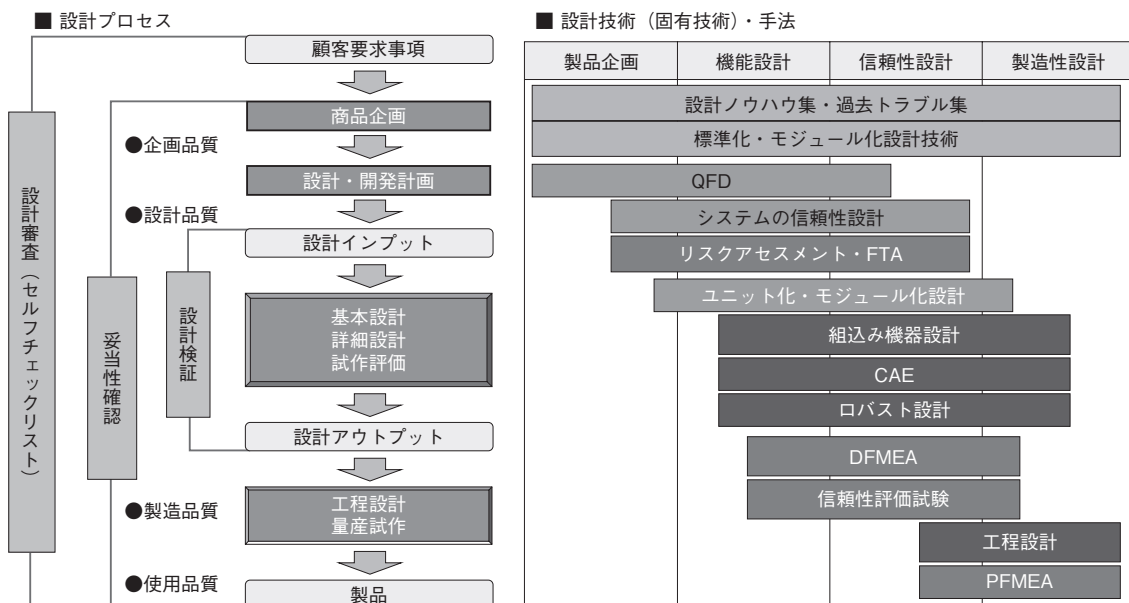 ■ 設計プロセス
顧客要求事項
商品企画
●企画品質
設計・開発計画
●設計品質
設計インプット
基本設計
詳細設計
試作評価
設計アウトプット
●製造品質
工程設計
量産試作
●使用品質
製品
設計審査（セルフチェックリスト）
妥当性確認
設計検証
■ 設計技術（固有技術）・手法
製品企画 機能設計 信頼性設計 製造性設計
設計ノウハウ集・過去トラブル集
標準化・モジュール化設計技術
QFD
システムの信頼性設計
リスクアセスメント・FTA
ユニット化・モジュール化設計
組込み機器設計
CAE
ロバスト設計
DFMEA
信頼性評価試験
工程設計
PFMEA